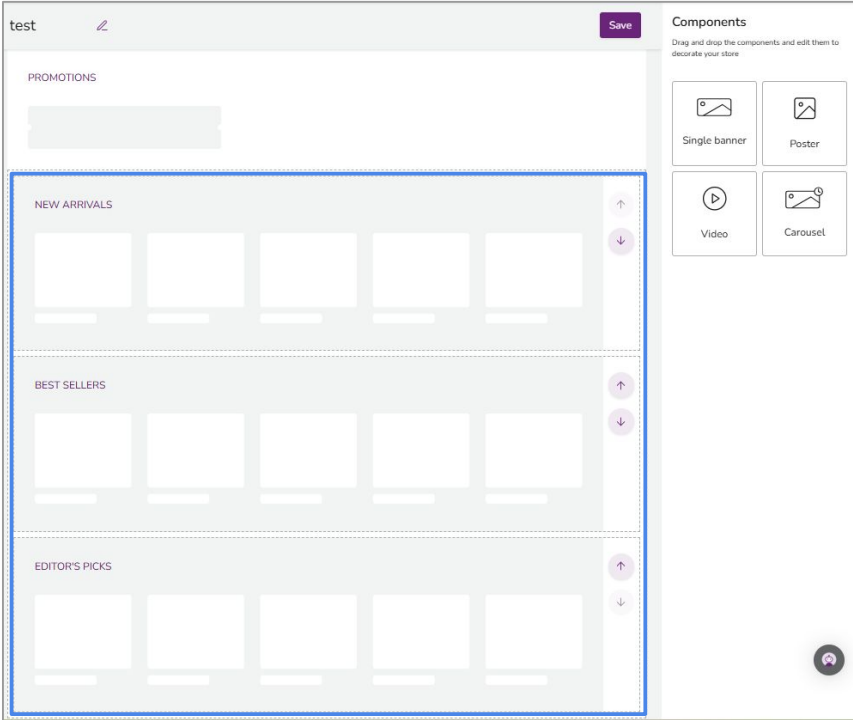 test
Save
PROMOTIONS
NEW ARRIVALS
BEST SELLERS
EDITOR'S PICKS
Components
Drag and drop the components and edit them to
decorate your store
Single banner
Poster
Video
Carousel